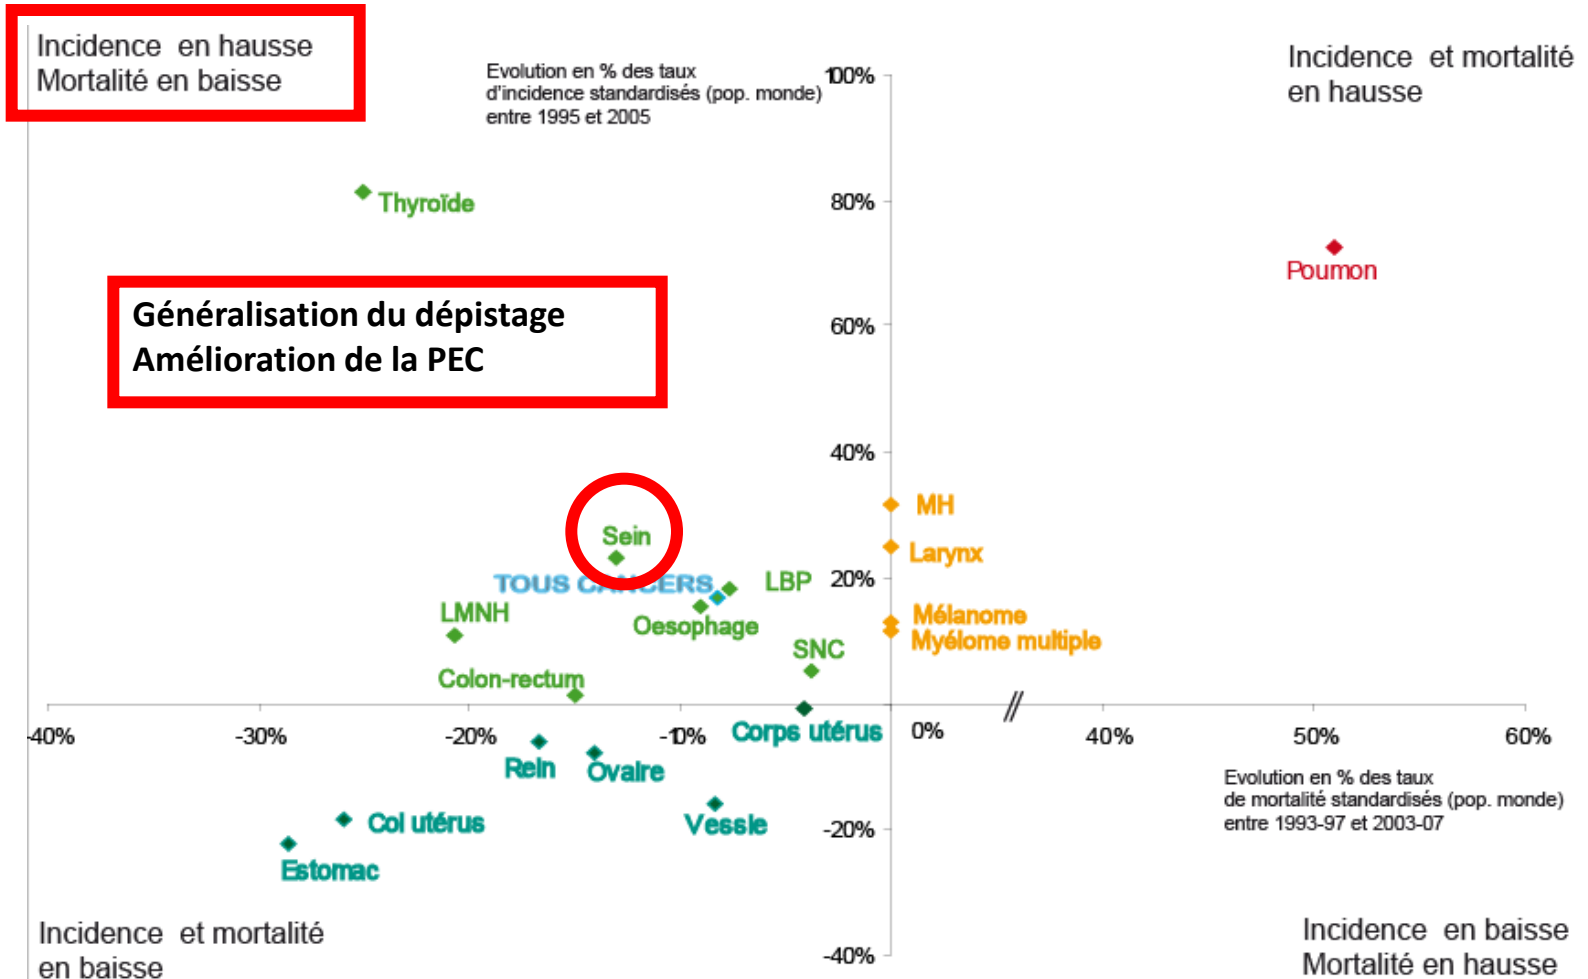 Incidence en hausse
Mortalité en baisse
Evolution en % des taux
d'incidence standardisés (pop. monde)
entre 1995 et 2005
100%
Incidence et mortalité
en hausse
Thyroïde
80%
Poumon
Généralisation du dépistage
Amélioration de la PEC
60%
40%
MH
Sein
Larynx
TOUS CANCERS
LBP
20%
LMNH
Oesophage
Mélanome
Myélome multiple
SNC
Colon-rectum
-40%
-30%
-20%
-10%
Corps utérus
0%
//
40%
50%
60%
Rein
Ovaire
Evolution en % des taux
de mortalité standardisés (pop. monde)
entre 1993-97 et 2003-07
Col utérus
Vessie
-20%
Estomac
Incidence et mortalité
en baisse
-40%
Incidence en baisse
Mortalité en hausse